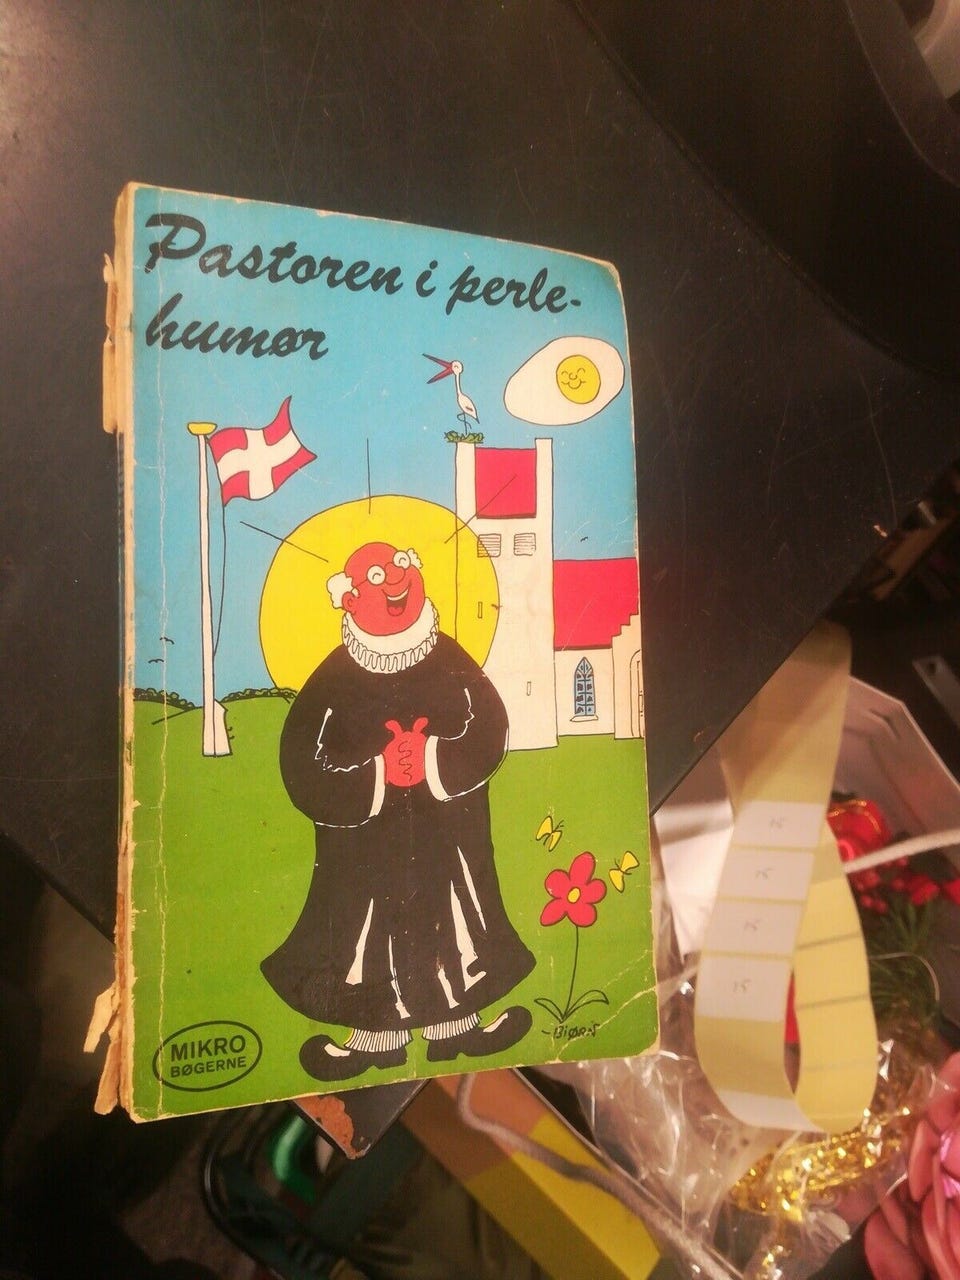 Pastoren i perle-
humør
MIKRO
BØGERNE